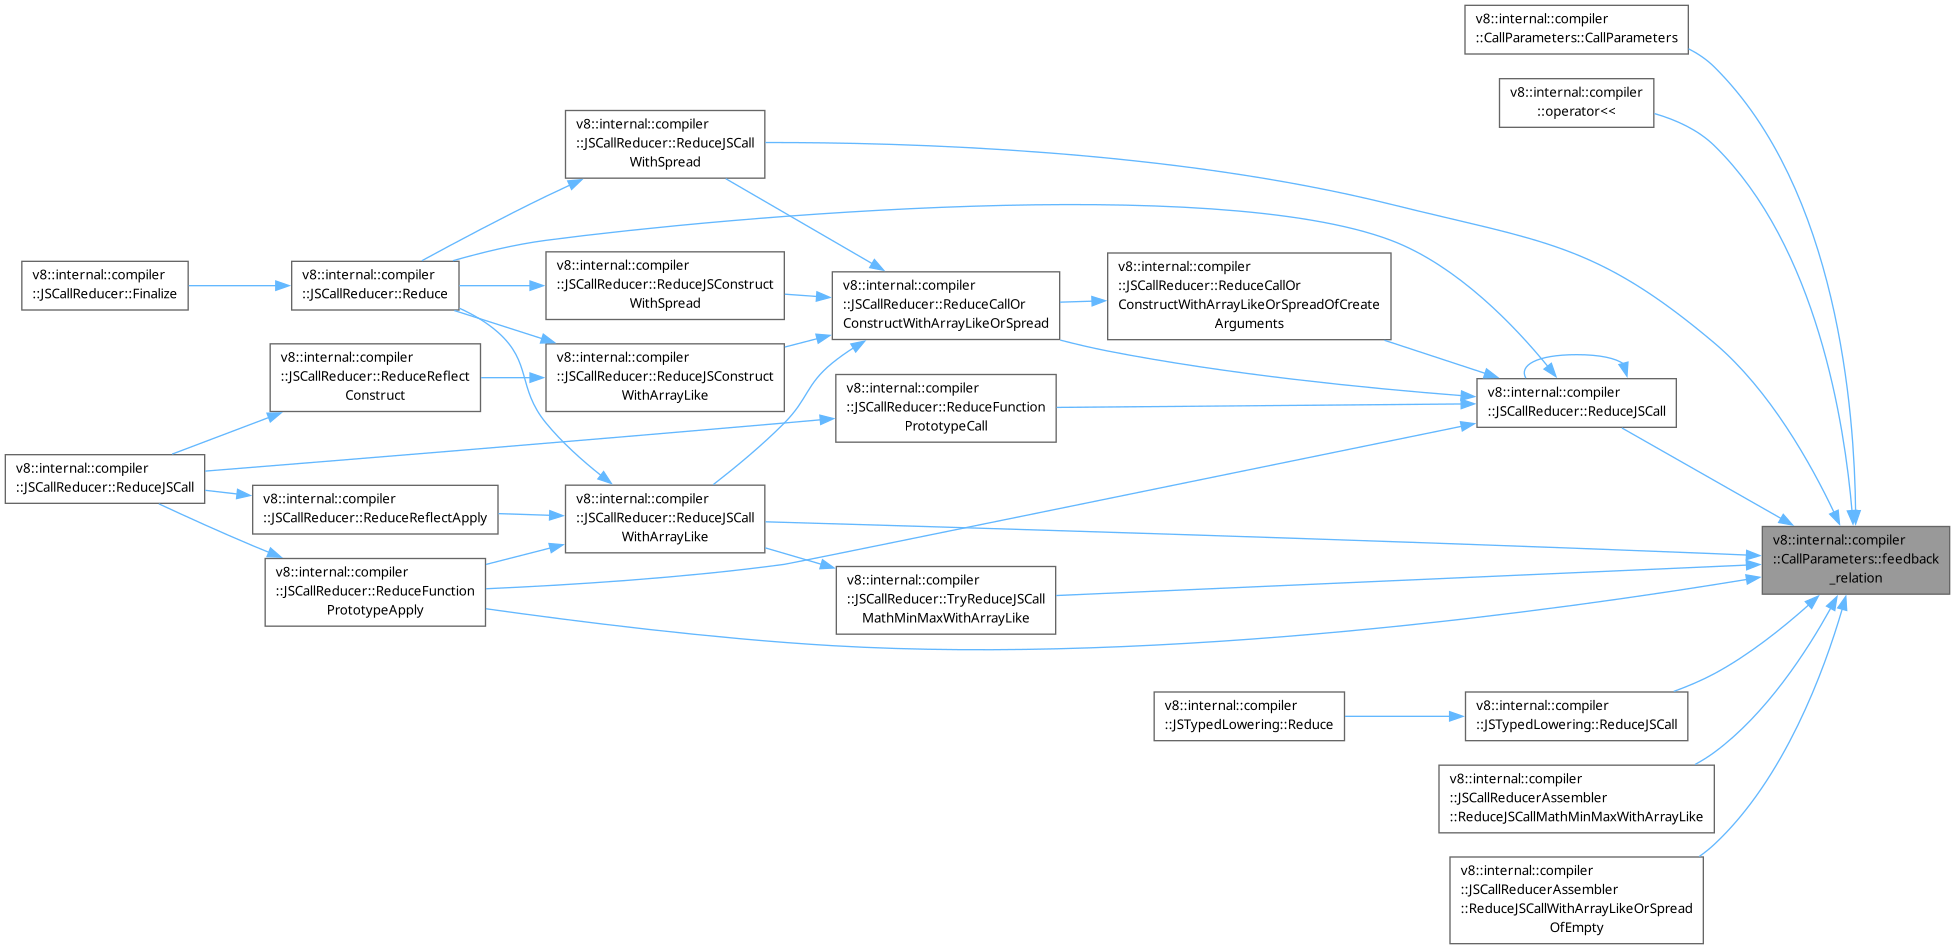 v8::internal::compiler
::CallParameters::CallParameters
v8::internal::compiler
::operator<<
v8::internal::compiler
::JSCallReducer::ReduceJSCall
WithSpread
v8::internal::compiler
::JSCallReducer::Finalize
v8::internal::compiler
::JSCallReducer::Reduce
v8::internal::compiler
::JSCallReducer::ReduceJSConstruct
WithSpread
v8::internal::compiler
::JSCallReducer::ReduceCallOr
ConstructWithArrayLikeOrSpread
v8::internal::compiler
::JSCallReducer::ReduceCallOr
ConstructWithArrayLikeOrSpreadOfCreate
Arguments
v8::internal::compiler
::JSCallReducer::ReduceReflect
Construct
v8::internal::compiler
::JSCallReducer::ReduceJSConstruct
WithArrayLike
v8::internal::compiler
::JSCallReducer::ReduceFunction
PrototypeCall
v8::internal::compiler
::JSCallReducer::ReduceJSCall
v8::internal::compiler
::JSCallReducer::ReduceJSCall
v8::internal::compiler
::JSCallReducer::ReduceReflectApply
v8::internal::compiler
::JSCallReducer::ReduceJSCall
WithArrayLike
v8::internal::compiler
::CallParameters::feedback
_relation
v8::internal::compiler
::JSCallReducer::ReduceFunction
PrototypeApply
v8::internal::compiler
::JSCallReducer::TryReduceJSCall
MathMinMaxWithArrayLike
v8::internal::compiler
::JSTypedLowering::Reduce
v8::internal::compiler
::JSTypedLowering::ReduceJSCall
v8::internal::compiler
::JSCallReducerAssembler
::ReduceJSCallMathMinMaxWithArrayLike
v8::internal::compiler
::JSCallReducerAssembler
::ReduceJSCallWithArrayLikeOrSpread
OfEmpty